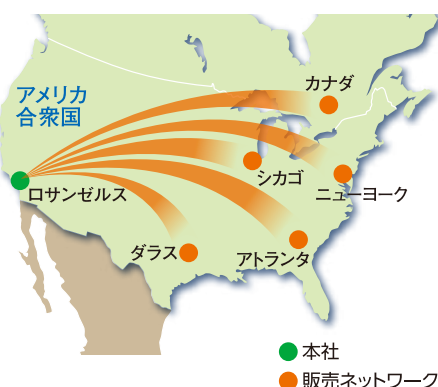 カナダ
アメリカ
合衆国
シカゴ
ロサンゼルス
ニューヨーク
ダラス
アトランタ
本社
販売ネットワーク